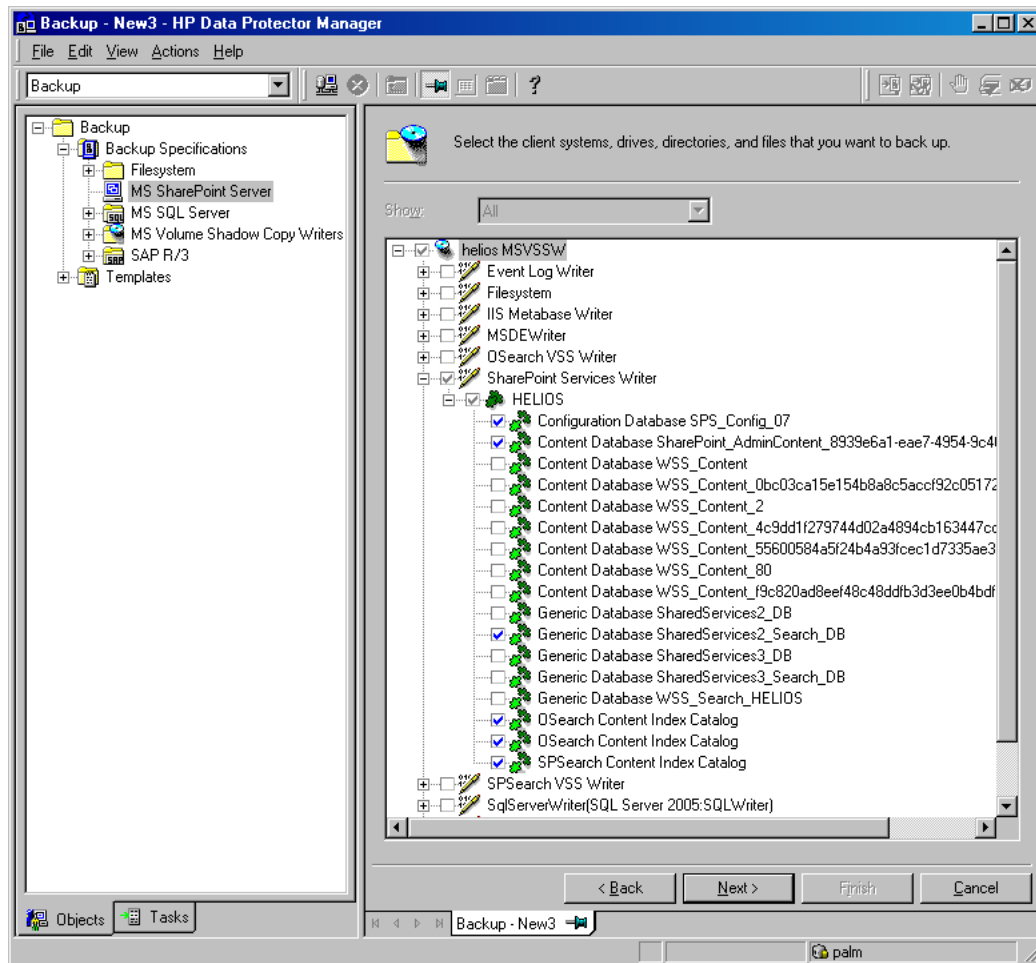 Backup - New3 - HP Data Protector Manager
File Edit View Actions Help
Backup
?
Backup
Backup Specifications
Filesystem
MS SharePoint Server
MS SQL Server
MS Volume Shadow Copy Writers
SAP R/3
Templates
Objects
Tasks
Select the client systems, drives, directories, and files that you want to back up.
Show: All
helios MSVSSW
Event Log Writer
Filesystem
IIS Metabase Writer
MSDEWriter
OSearch VSS Writer
SharePoint Services Writer
HELIOS
Configuration Database SPS_Config_07
Content Database SharePoint_AdminContent_8939e6a1-eae7-4954-9c4
Content Database WSS_Content
Content Database WSS_Content_0bc03ca15e154b8a8c5accf92c05172
Content Database WSS_Content_2
Content Database WSS_Content_4c9dd1f279744d02a4894cb163447cc
Content Database WSS_Content_55600584a5f24b4a93fcec1d7335ae3
Content Database WSS_Content_80
Content Database WSS_Content_f9c820ad8eef48c48ddfb3d3ee0b4bdf
Generic Database SharedServices2_DB
Generic Database SharedServices2_Search_DB
Generic Database SharedServices3_DB
Generic Database SharedServices3_Search_DB
Generic Database WSS_Search_HELIOS
OSearch Content Index Catalog
OSearch Content Index Catalog
SPSearch Content Index Catalog
SPSearch VSS Writer
SqlServerWriter(SQL Server 2005:SQLWriter)
< Back Next > Finish Cancel
Backup - New3
palm